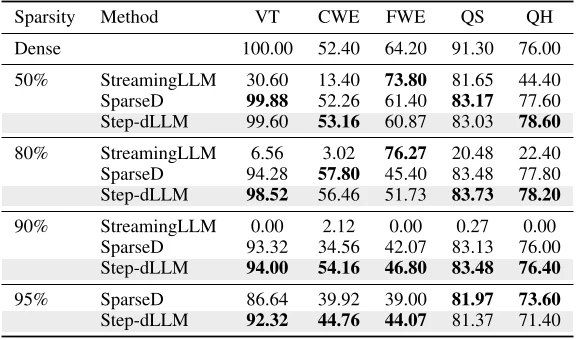 Sparsity Method VT CWE FWE QS QH
Dense 100.00 52.40 64.20 91.30 76.00
50% StreamingLLM 30.60 13.40 73.80 81.65 44.40
SparseD 99.88 52.26 61.40 83.17 77.60
Step-dLLM 99.60 53.16 60.87 83.03 78.60
80% StreamingLLM 6.56 3.02 76.27 20.48 22.40
SparseD 94.28 57.80 45.40 83.48 77.80
Step-dLLM 98.52 56.46 51.73 83.73 78.20
90% StreamingLLM 0.00 2.12 0.00 0.27 0.00
SparseD 93.32 34.56 42.07 83.13 76.00
Step-dLLM 94.00 54.16 46.80 83.48 76.40
95% SparseD 86.64 39.92 39.00 81.97 73.60
Step-dLLM 92.32 44.76 44.07 81.37 71.40